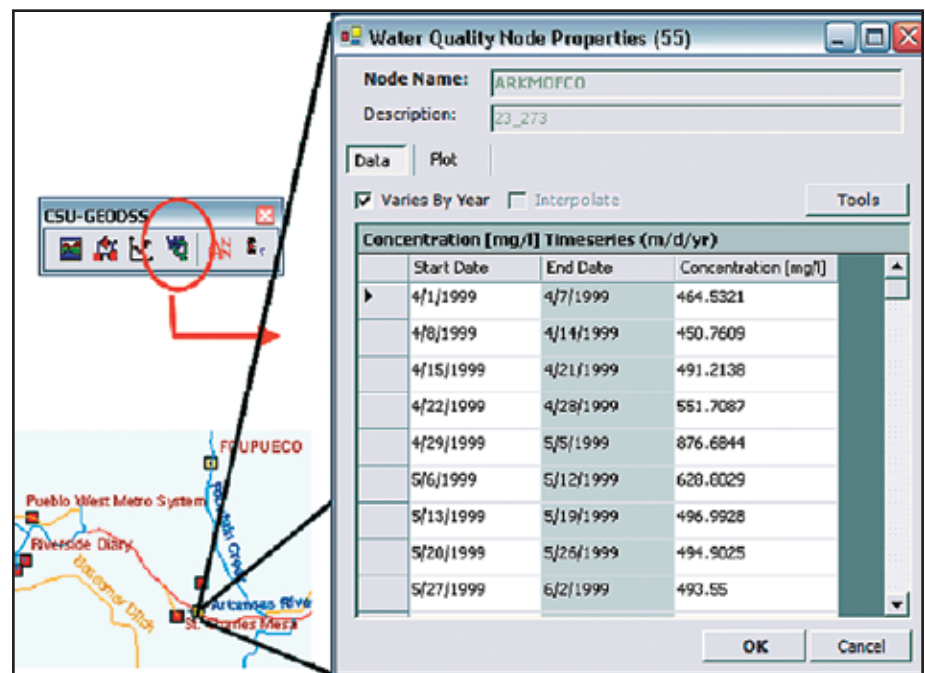 Water Quality Node Properties (55)
Node Name: ARKMOFCO
Description: 23_273
Data Plot
Varies By Year Interpolate Tools
Concentration [mg/l] Timeseries (m/d/yr)
Start Date End Date Concentration [mg/l]
4/1/1999 4/7/1999 464.5321
4/8/1999 4/14/1999 450.7609
4/15/1999 4/21/1999 491.2138
4/22/1999 4/28/1999 551.7087
4/29/1999 5/5/1999 876.6844
5/6/1999 5/12/1999 628.8029
5/13/1999 5/19/1999 496.9928
5/20/1999 5/26/1999 494.9025
5/27/1999 6/2/1999 493.55
OK Cancel
CSU-GEODSS
WQ
FOUPUECO
Pueblo West Metro System
Fountain Creek
Riverside Diary
Bessemer Ditch
Arkansas Rive
St. Charles Mesa